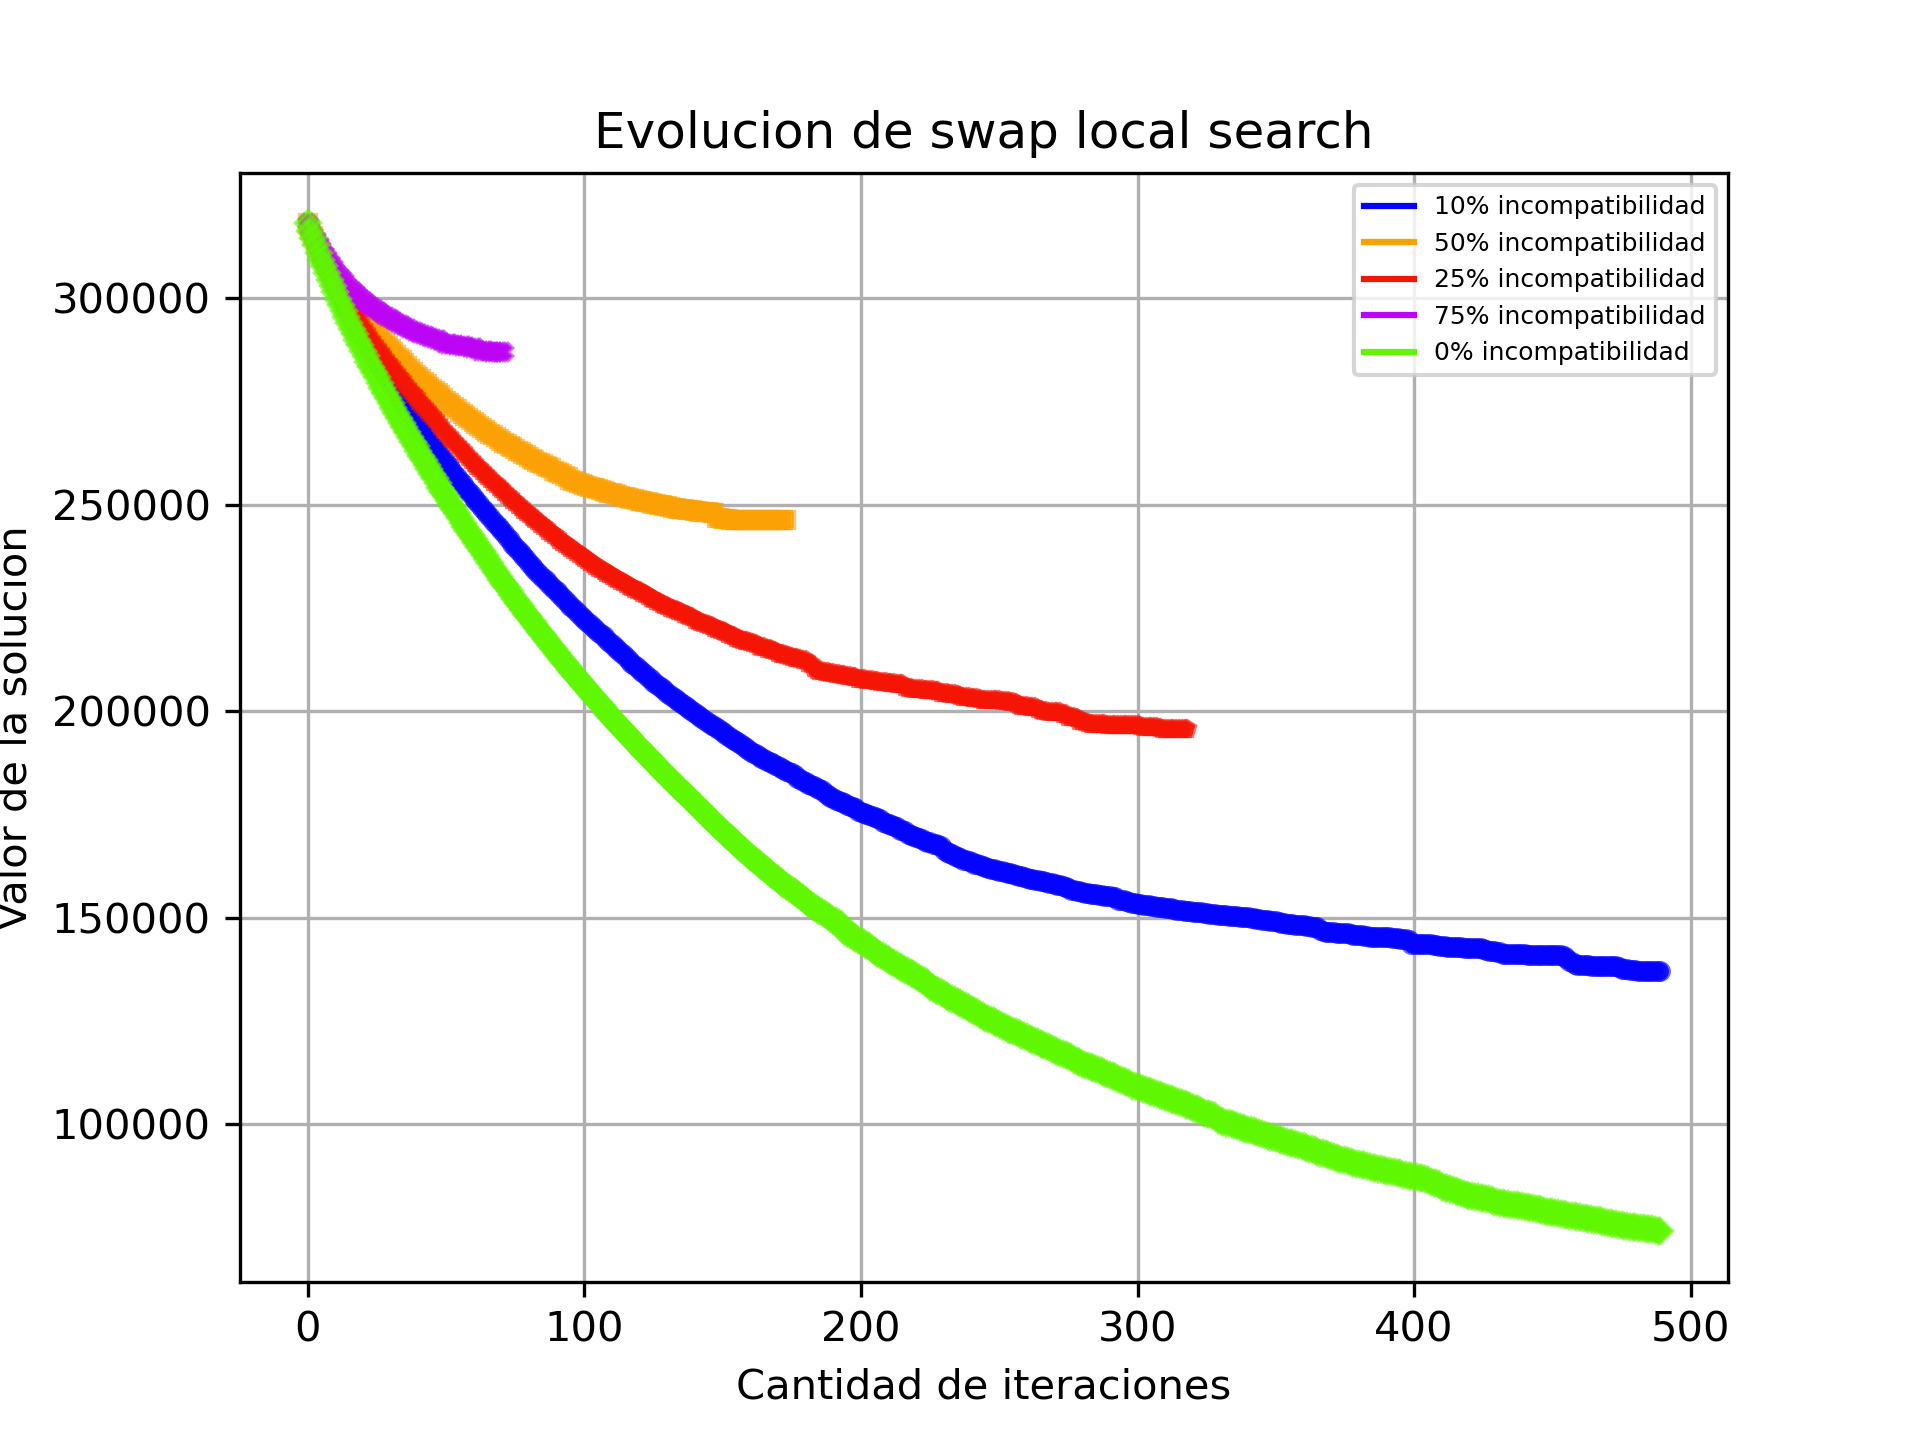 Evolucion de swap local search
10% incompatibilidad
50% incompatibilidad
25% incompatibilidad
75% incompatibilidad
0% incompatibilidad
Valor de la solucion
300000
250000
200000
150000
100000
0 100 200 300 400 500
Cantidad de iteraciones